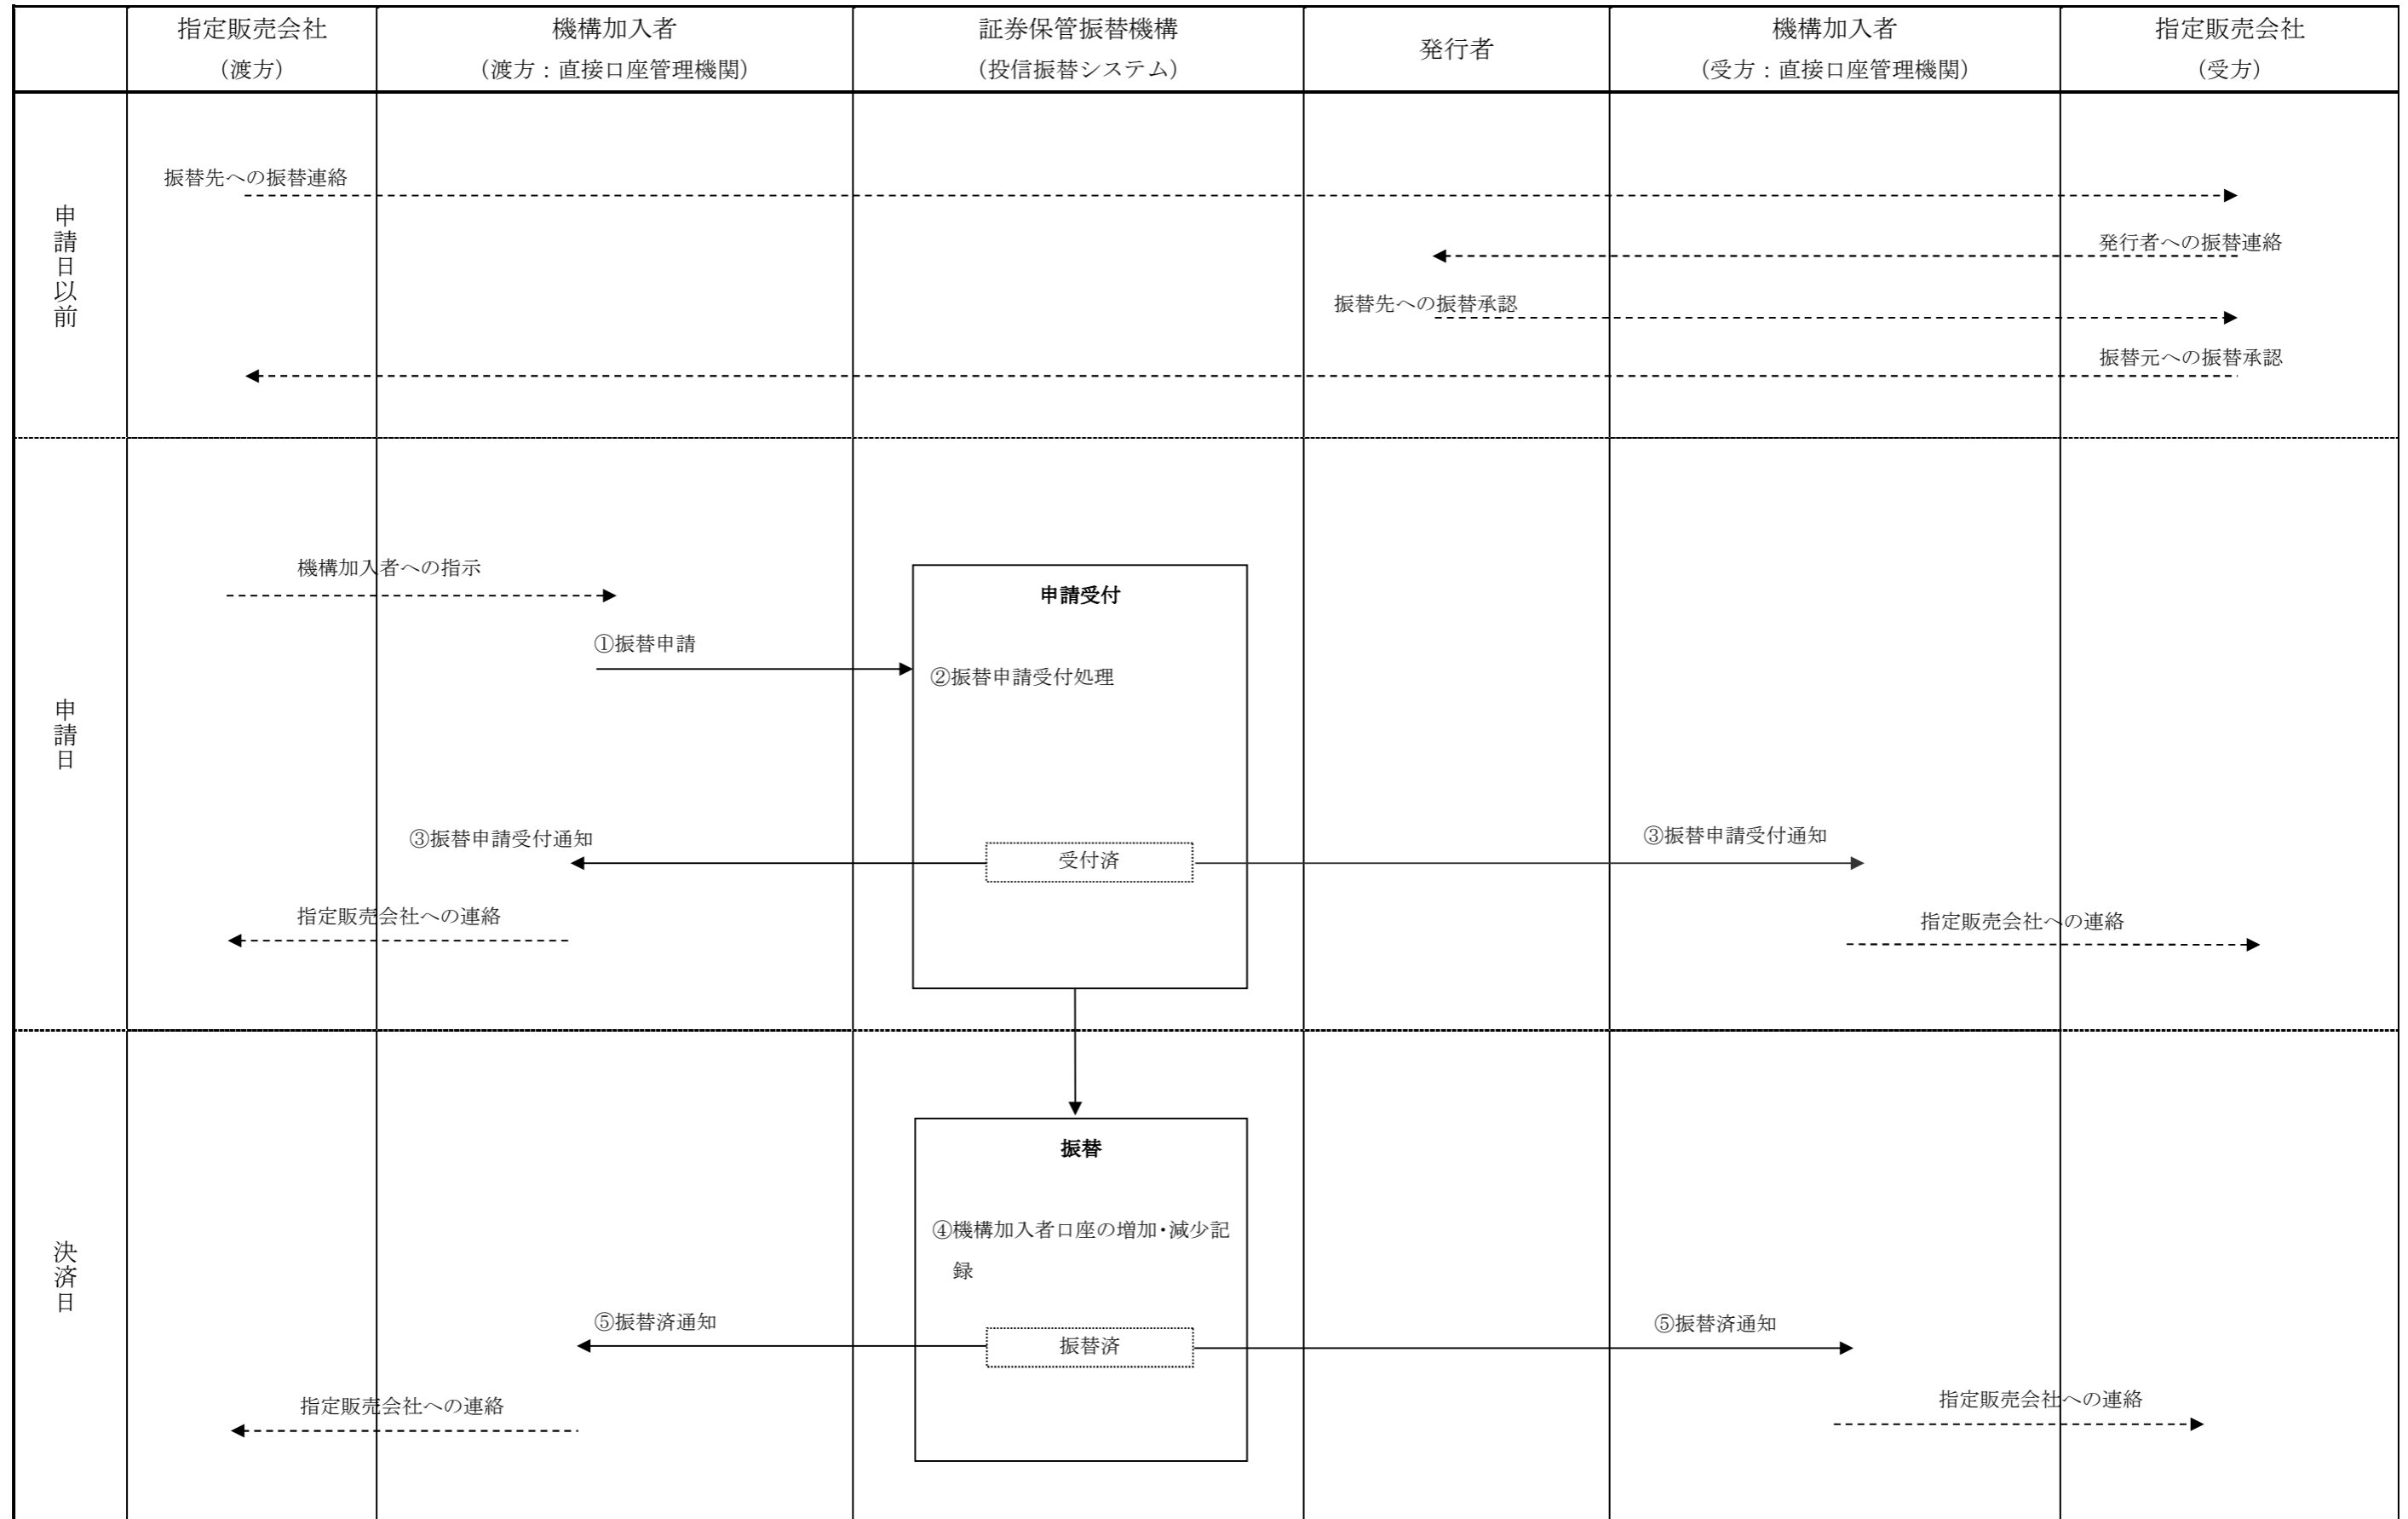 指定販売会社
（渡方）
機構加入者
（渡方：直接口座管理機関）
証券保管振替機構
（投信振替システム）
発行者
機構加入者
（受方：直接口座管理機関）
指定販売会社
（受方）
申請日以前
振替先への振替連絡
発行者への振替連絡
振替先への振替承認
振替元への振替承認
申請日
機構加入者への指示
申請受付
①振替申請
②振替申請受付処理
③振替申請受付通知
受付済
③振替申請受付通知
指定販売会社への連絡
指定販売会社への連絡
決済日
振替
④機構加入者口座の増加･減少記
録
⑤振替済通知
振替済
⑤振替済通知
指定販売会社への連絡
指定販売会社への連絡